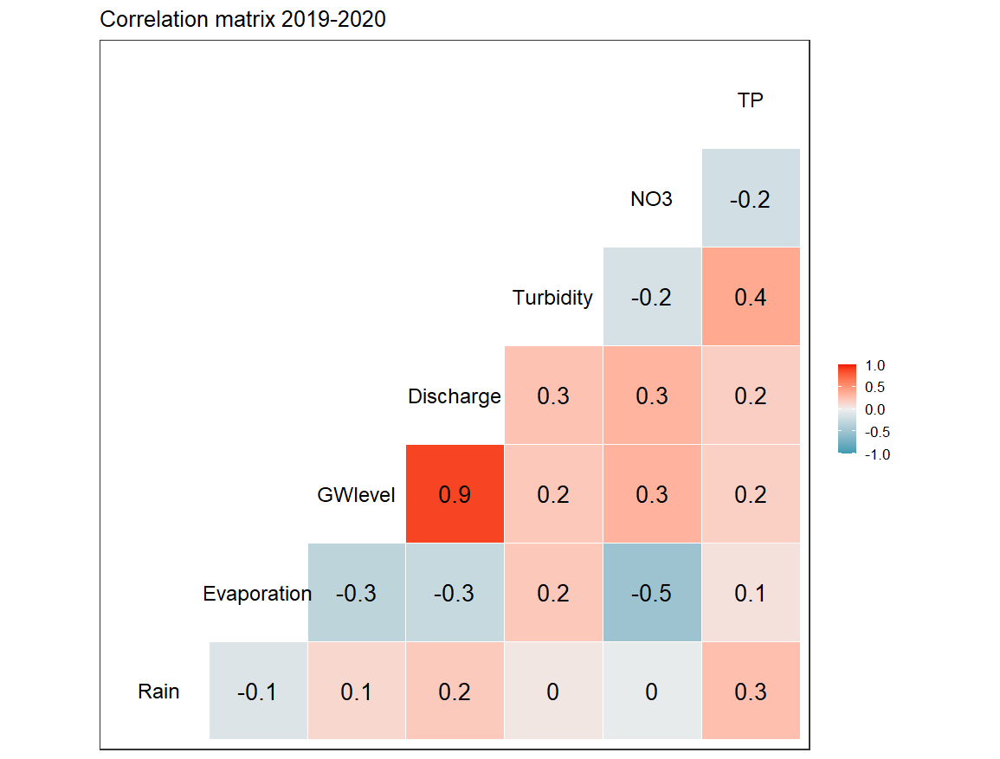 Correlation matrix 2019-2020
TP
NO3 -0.2
Turbidity -0.2 0.4
Discharge 0.3 0.3 0.2
GWlevel 0.9 0.2 0.3 0.2
Evaporation -0.3 -0.3 0.2 -0.5 0.1
Rain -0.1 0.1 0.2 0 0 0.3
1.0
0.5
0.0
-0.5
-1.0